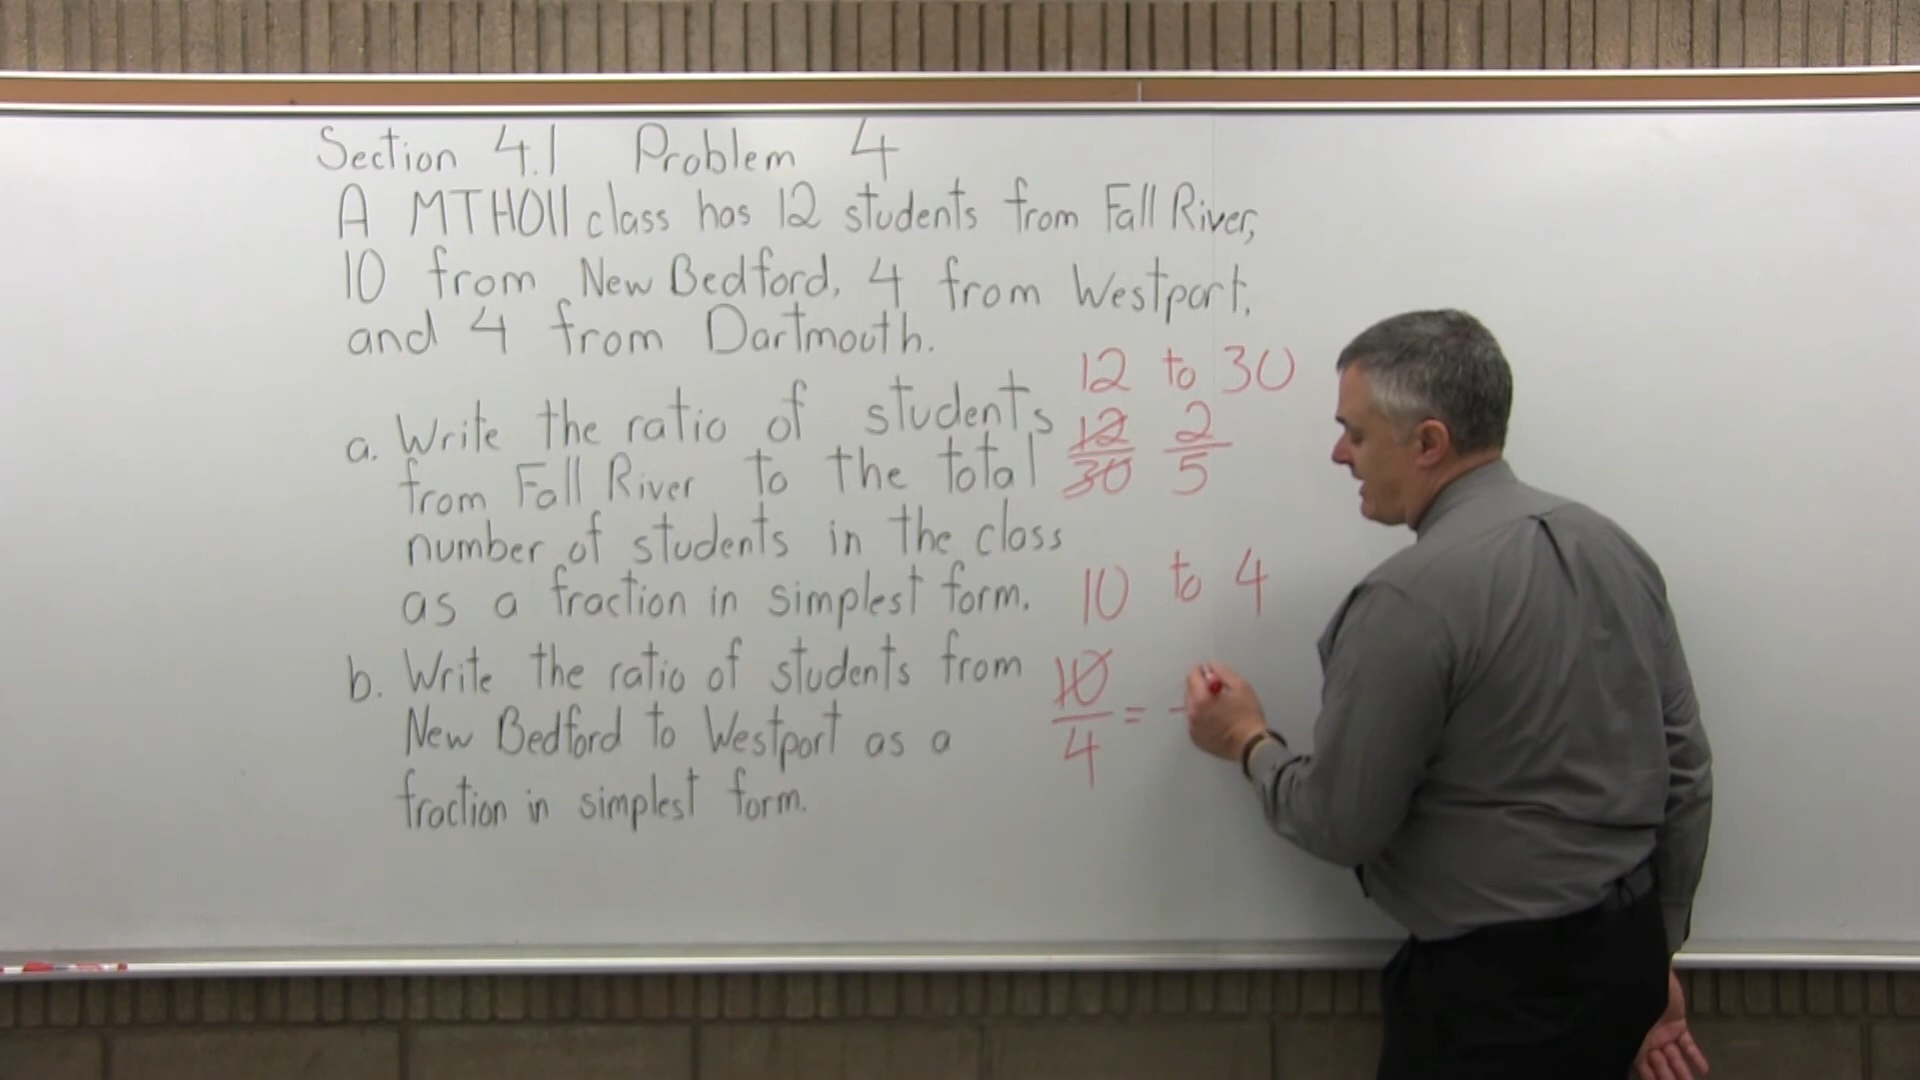 Section 4.1 Problem 4
A MTH011 class has 12 students from Fall River,
10 from New Bedford, 4 from Westport,
and 4 from Dartmouth.
a. Write the ratio of students
from Fall River to the total
number of students in the class
as a fraction in simplest form.
12 to 30
12/30 2/5
b. Write the ratio of students from
New Bedford to Westport as a
fraction in simplest form.
10 to 4
10/4 =